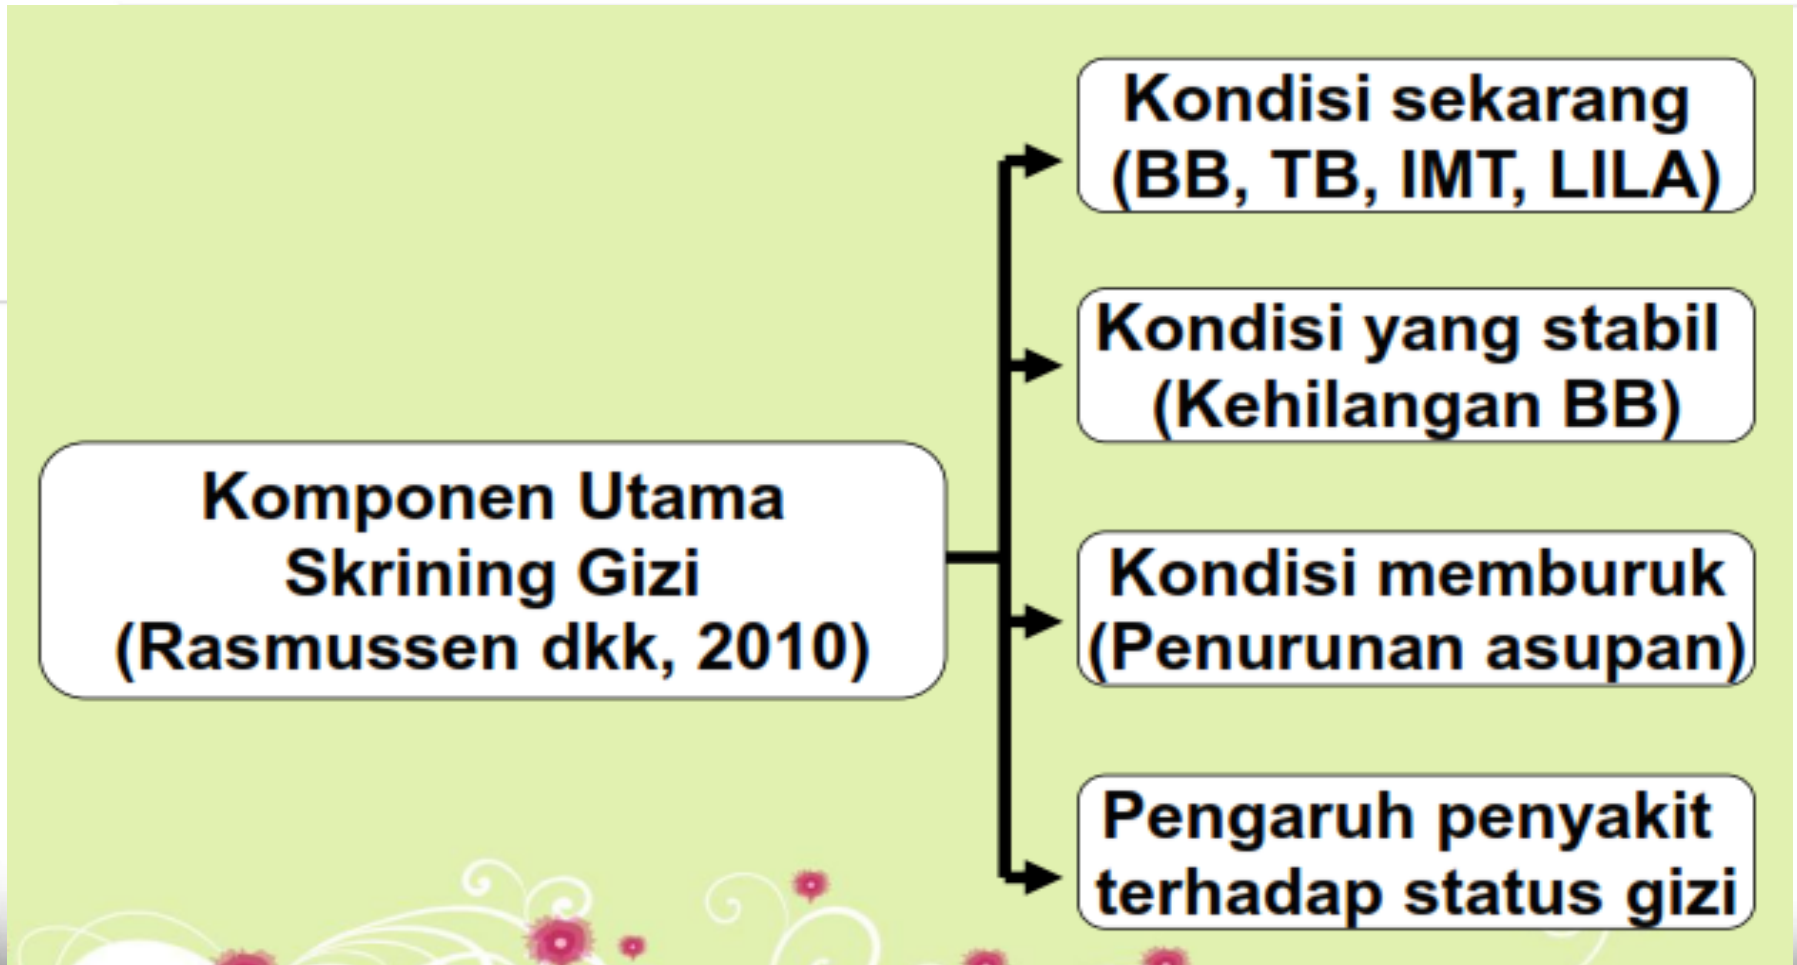 Komponen Utama
Skrining Gizi
(Rasmussen dkk, 2010)
Kondisi sekarang
(BB, TB, IMT, LILA)
Kondisi yang stabil
(Kehilangan BB)
Kondisi memburuk
(Penurunan asupan)
Pengaruh penyakit
terhadap status gizi